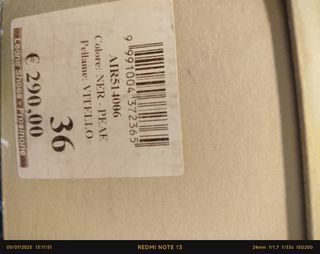 9 991004 372365
AIR514006
Colore: NER - PEAE
Pellame: VITELLO
36
€ 290,00
05/07/2025 13:11:51
REDMI NOTE 13
24mm f/1.7 1/33s ISO200